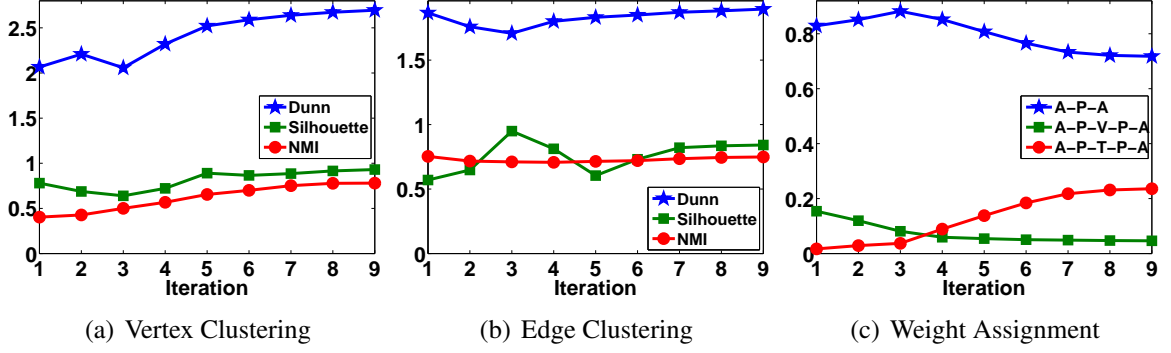 2.5
2
1.5
1
0.5
0
1 2 3 4 5 6 7 8 9
Iteration
Dunn
Silhouette
NMI
(a) Vertex Clustering
1.5
1
0.5
0
1 2 3 4 5 6 7 8 9
Iteration
Dunn
Silhouette
NMI
(b) Edge Clustering
0.8
0.6
0.4
0.2
0
1 2 3 4 5 6 7 8 9
Iteration
A-P-A
A-P-V-P-A
A-P-T-P-A
(c) Weight Assignment